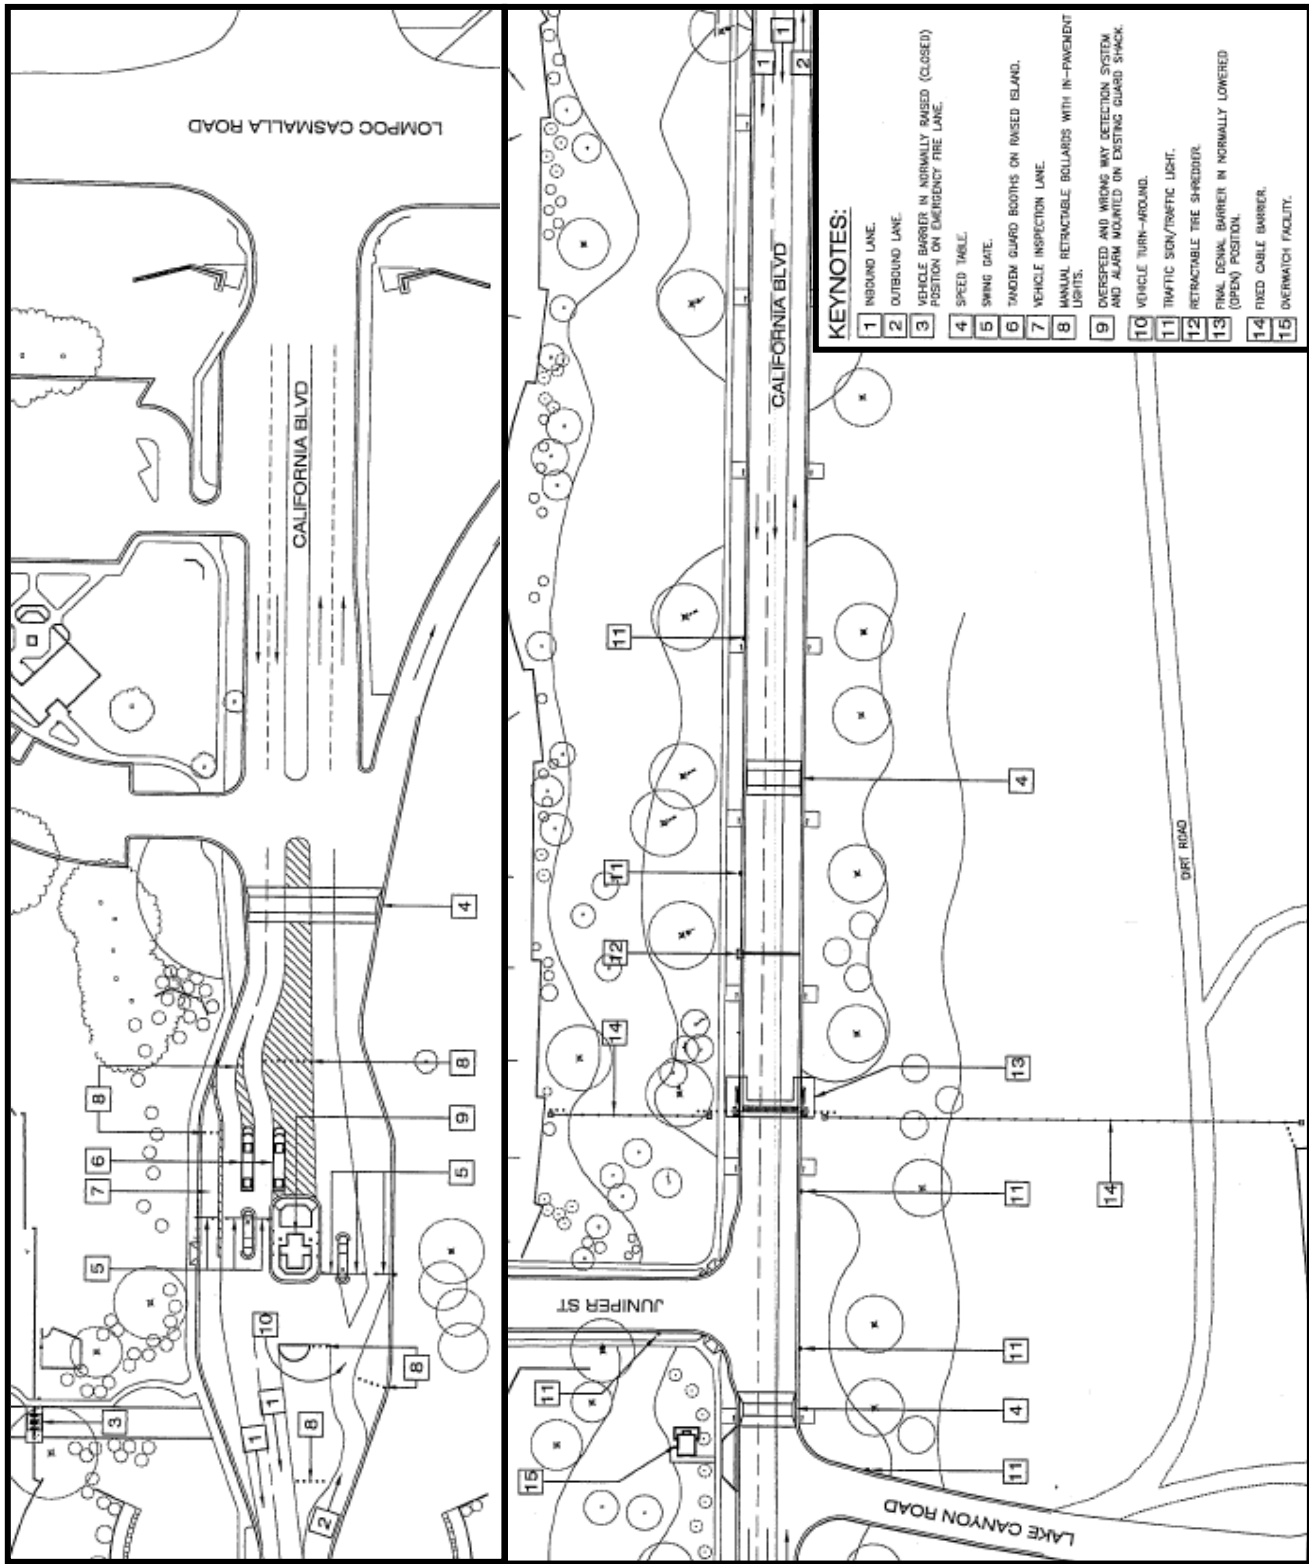 LOMPOC CASMALLA ROAD
CALIFORNIA BLVD
4
8
8
9
6
7
5
5
10
8
1
1
8
3
2
1
1
2
CALIFORNIA BLVD
11
4
11
12
14
13
11
14
JUNIPER ST
11
11
4
15
11
LAKE CANYON ROAD
DIRT ROAD
KEYNOTES:
1 INBOUND LANE.
2 OUTBOUND LANE.
3 VEHICLE BARRIER IN NORMALLY RAISED (CLOSED)
POSITION ON EMERGENCY FIRE LANE.
4 SPEED TABLE.
5 SWING GATE.
6 TANDEM GUARD BOOTHS ON RAISED ISLAND.
7 VEHICLE INSPECTION LANE.
8 MANUAL RETRACTABLE BOLLARDS WITH IN-PAVEMENT
LIGHTS.
9 OVERSPEED AND WRONG WAY DETECTION SYSTEM
AND ALARM MOUNTED ON EXISTING GUARD SHACK.
10 VEHICLE TURN-AROUND.
11 TRAFFIC SIGN/TRAFFIC LIGHT.
12 RETRACTABLE TIRE SHREDDER.
13 FINAL DENIAL BARRIER IN NORMALLY LOWERED
(OPEN) POSITION.
14 FIXED CABLE BARRIER.
15 OVERWATCH FACILITY.